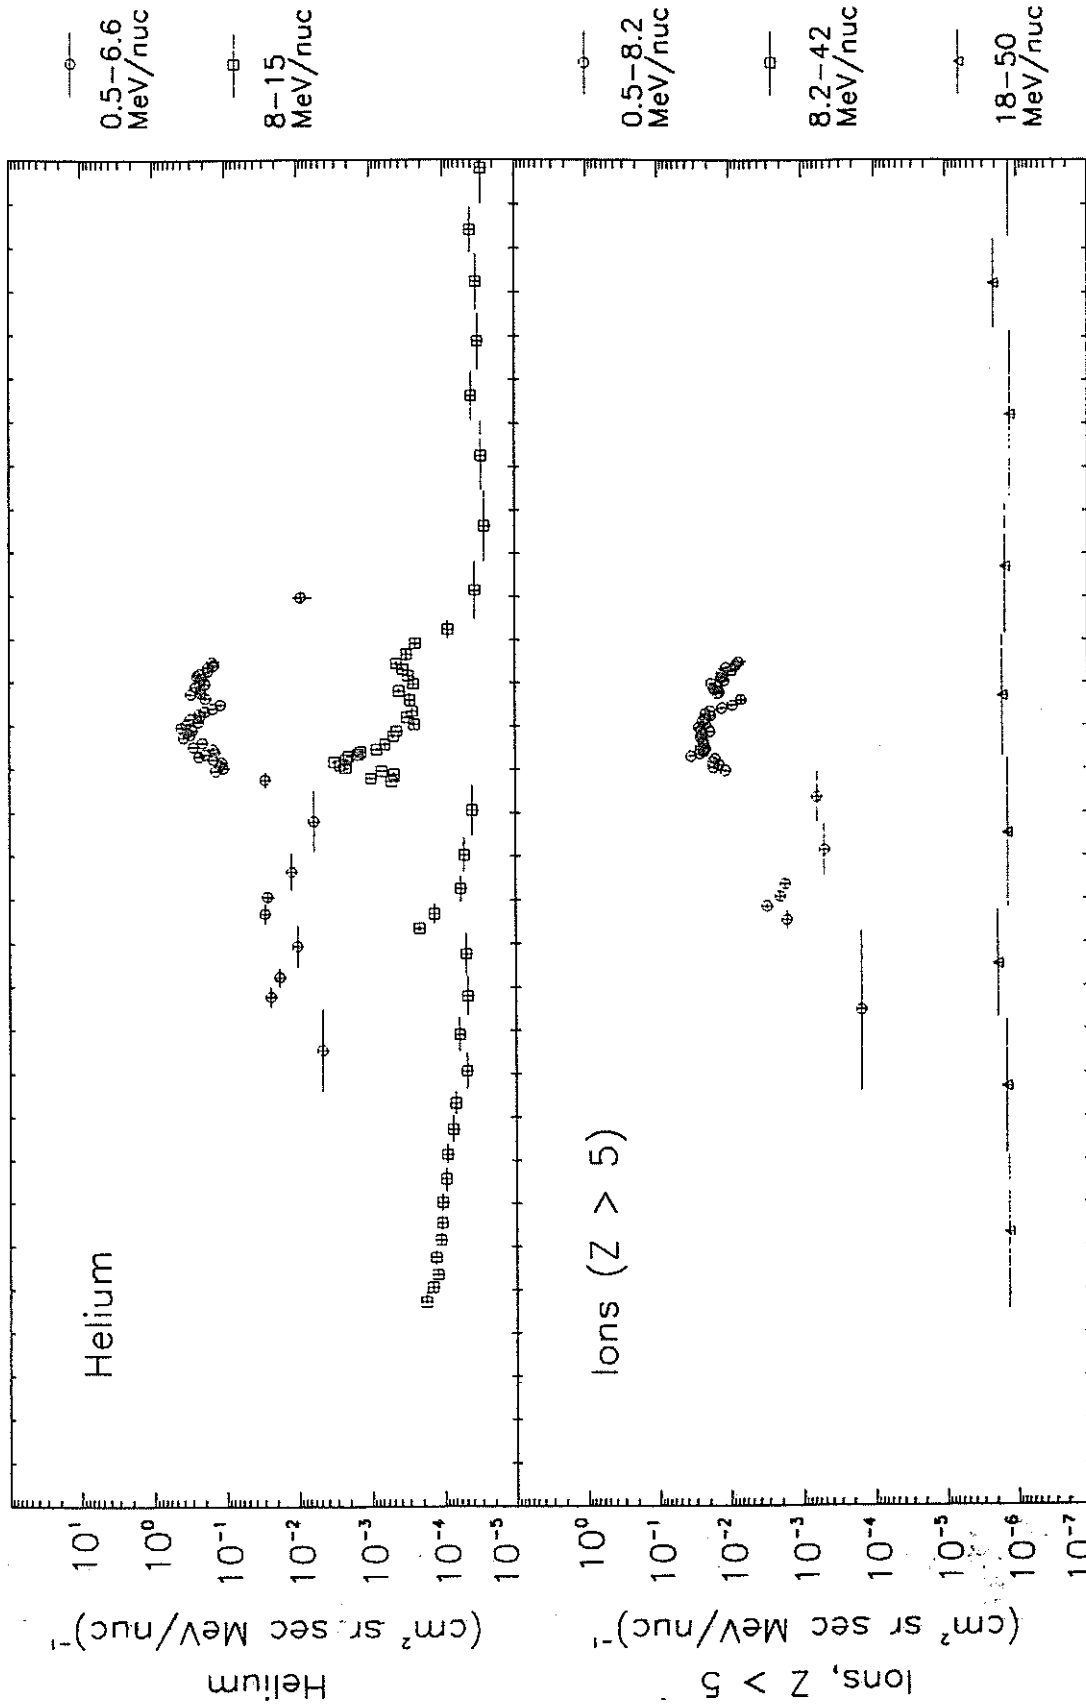 Helium
(cm² sr sec MeV/nuc)⁻¹
10¹
10⁰
10⁻¹
10⁻²
10⁻³
10⁻⁴
10⁻⁵
Helium
0.5–6.6
MeV/nuc
8–15
MeV/nuc
Ions, Z > 5
(cm² sr sec MeV/nuc)⁻¹
10⁰
10⁻¹
10⁻²
10⁻³
10⁻⁴
10⁻⁵
10⁻⁶
10⁻⁷
Ions (Z > 5)
0.5–8.2
MeV/nuc
8.2–42
MeV/nuc
18–50
MeV/nuc